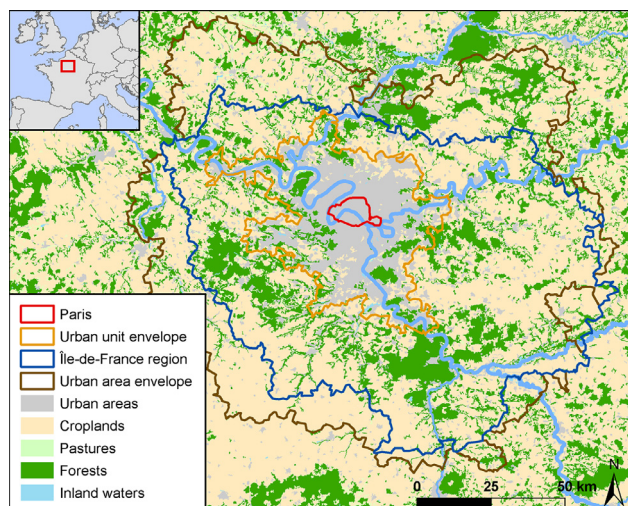 Paris
Urban unit envelope
Île-de-France region
Urban area envelope
Urban areas
Croplands
Pastures
Forests
Inland waters
N
0 25 50 km